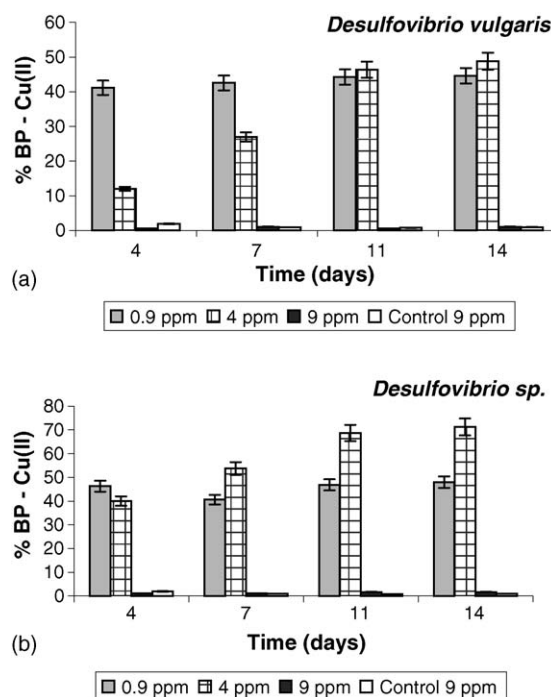 Desulfovibrio vulgaris
60
50
40
30
20
10
0
% BP - Cu(II)
4 7 11 14
Time (days)
(a)
0.9 ppm 4 ppm 9 ppm Control 9 ppm
Desulfovibrio sp.
80
70
60
50
40
30
20
10
0
% BP - Cu(II)
4 7 11 14
Time (days)
(b)
0.9 ppm 4 ppm 9 ppm Control 9 ppm